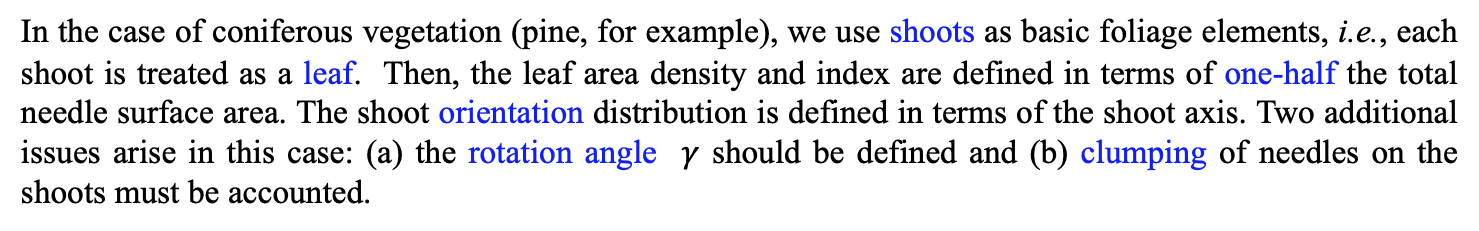 In the case of coniferous vegetation (pine, for example), we use shoots as basic foliage elements, i.e., each
shoot is treated as a leaf. Then, the leaf area density and index are defined in terms of one-half the total
needle surface area. The shoot orientation distribution is defined in terms of the shoot axis. Two additional
issues arise in this case: (a) the rotation angle γ should be defined and (b) clumping of needles on the
shoots must be accounted.